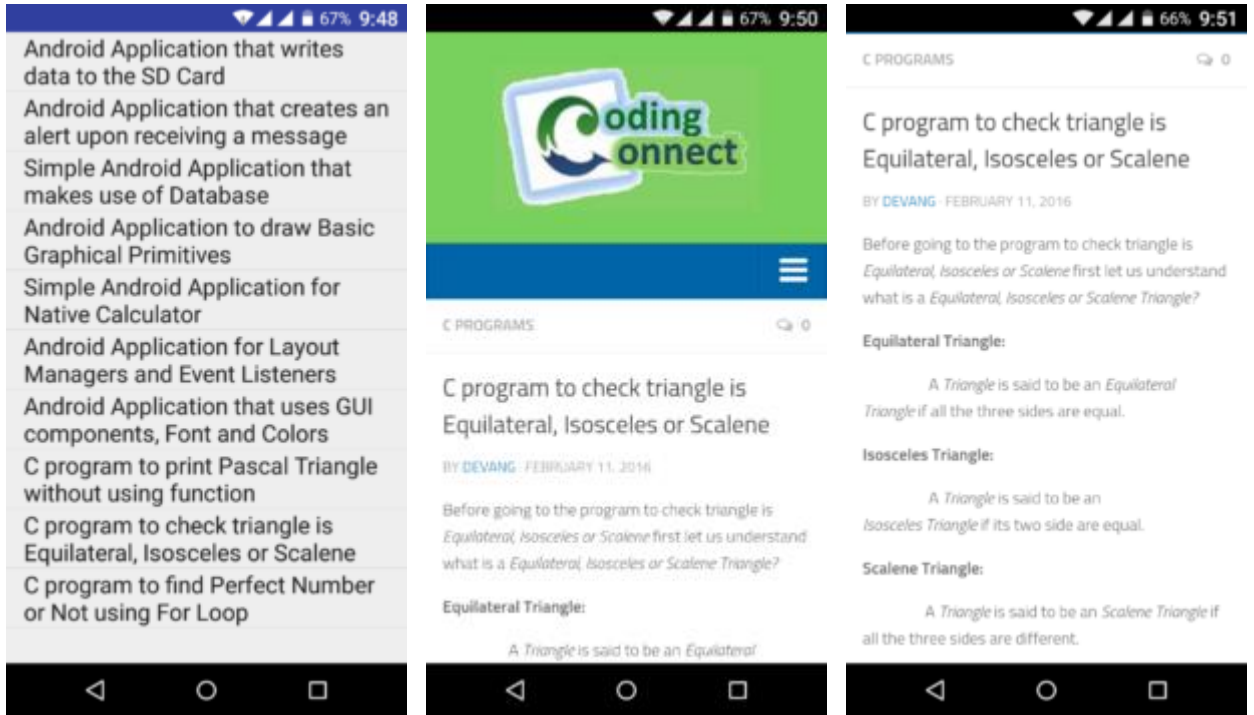 67% 9:48
Android Application that writes
data to the SD Card
Android Application that creates an
alert upon receiving a message
Simple Android Application that
makes use of Database
Android Application to draw Basic
Graphical Primitives
Simple Android Application for
Native Calculator
Android Application for Layout
Managers and Event Listeners
Android Application that uses GUI
components, Font and Colors
C program to print Pascal Triangle
without using function
C program to check triangle is
Equilateral, Isosceles or Scalene
C program to find Perfect Number
or Not using For Loop
67% 9:50
Coding
Connect
C PROGRAMS 0
C program to check triangle is
Equilateral, Isosceles or Scalene
BY DEVANG · FEBRUARY 11, 2016
Before going to the program to check triangle is
Equilateral, Isosceles or Scalene first let us understand
what is a Equilateral, Isosceles or Scalene Triangle?
Equilateral Triangle:
A Triangle is said to be an Equilateral
66% 9:51
C PROGRAMS 0
C program to check triangle is
Equilateral, Isosceles or Scalene
BY DEVANG · FEBRUARY 11, 2016
Before going to the program to check triangle is
Equilateral, Isosceles or Scalene first let us understand
what is a Equilateral, Isosceles or Scalene Triangle?
Equilateral Triangle:
A Triangle is said to be an Equilateral
Triangle if all the three sides are equal.
Isosceles Triangle:
A Triangle is said to be an
Isosceles Triangle if its two side are equal.
Scalene Triangle:
A Triangle is said to be an Scalene Triangle if
all the three sides are different.